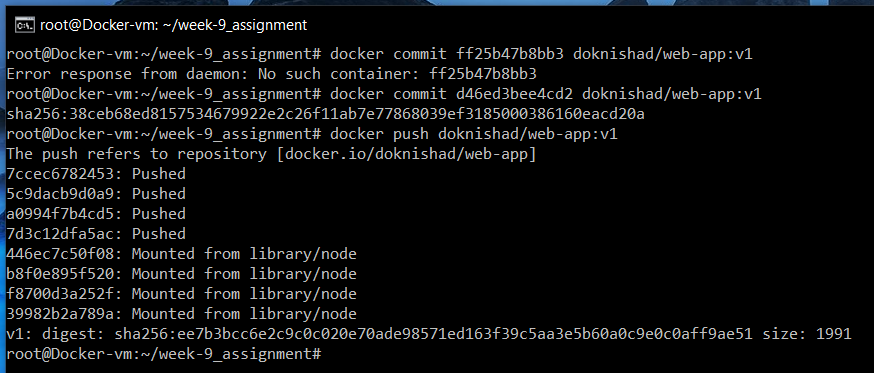 root@Docker-vm: ~/week-9_assignment
root@Docker-vm:~/week-9_assignment# docker commit ff25b47b8bb3 doknishad/web-app:v1
Error response from daemon: No such container: ff25b47b8bb3
root@Docker-vm:~/week-9_assignment# docker commit d46ed3bee4cd2 doknishad/web-app:v1
sha256:38ceb68ed8157534679922e2c26f11ab7e77868039ef3185000386160eacd20a
root@Docker-vm:~/week-9_assignment# docker push doknishad/web-app:v1
The push refers to repository [docker.io/doknishad/web-app]
7ccec6782453: Pushed
5c9dacb9d0a9: Pushed
a0994f7b4cd5: Pushed
7d3c12dfa5ac: Pushed
446ec7c50f08: Mounted from library/node
b8f0e895f520: Mounted from library/node
f8700d3a252f: Mounted from library/node
39982b2a789a: Mounted from library/node
v1: digest: sha256:ee7b3bcc6e2c9c0c020e70ade98571ed163f39c5aa3e5b60a0c9e0c0aff9ae51 size: 1991
root@Docker-vm:~/week-9_assignment#